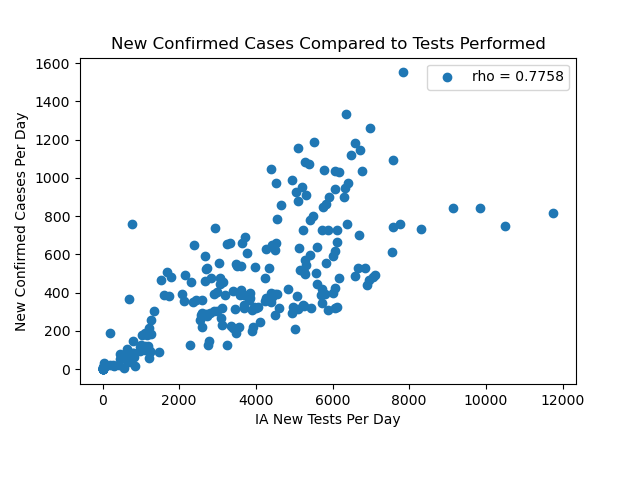 New Confirmed Cases Compared to Tests Performed
rho = 0.7758
New Confirmed Caeses Per Day
1600
1400
1200
1000
800
600
400
200
0
0 2000 4000 6000 8000 10000 12000
IA New Tests Per Day